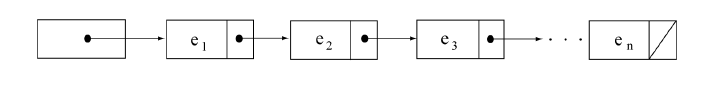 e1 e2 e3 . . . en